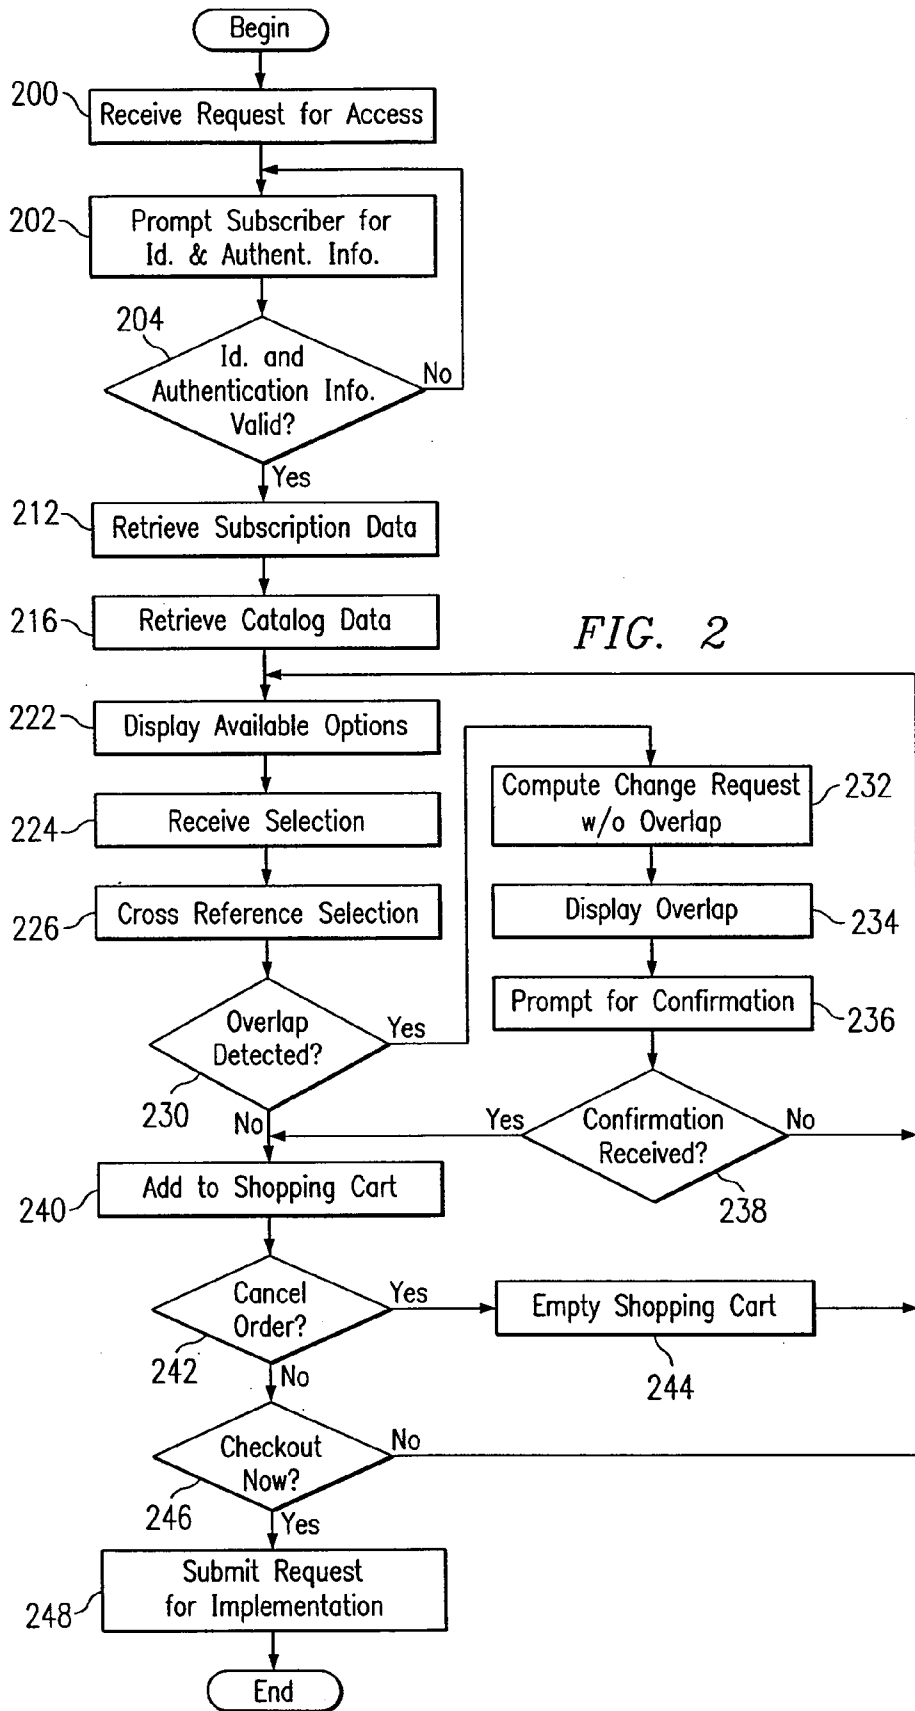 Begin
200
Receive Request for Access
202
Prompt Subscriber for
Id. & Authent. Info.
204
Id. and
Authentication Info.
Valid?
No
Yes
212
Retrieve Subscription Data
216
Retrieve Catalog Data
FIG. 2
222
Display Available Options
224
Receive Selection
226
Cross Reference Selection
Overlap
Detected?
230
Yes
No
Compute Change Request
w/o Overlap
232
Display Overlap
234
Prompt for Confirmation
236
Confirmation
Received?
238
Yes
No
240
Add to Shopping Cart
Cancel
Order?
242
Yes
No
Empty Shopping Cart
244
Checkout
Now?
246
No
Yes
248
Submit Request
for Implementation
End